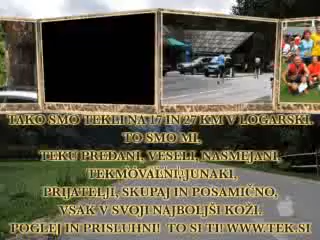 TAKO SMO TEKLI NA 17 IN 27 KM V LOGARSKI.
TO SMO MI,
TEKU PREDANI, VESELI, NASMEJANI,
TEKMOVALNI, JUNAKI,
PRIJATELJI, SKUPAJ IN POSAMIČNO,
VSAK V SVOJI NAJBOLJŠI KOŽI.
POGLEJ IN PRISLUHNI TO SI TU WWW.TEK.SI